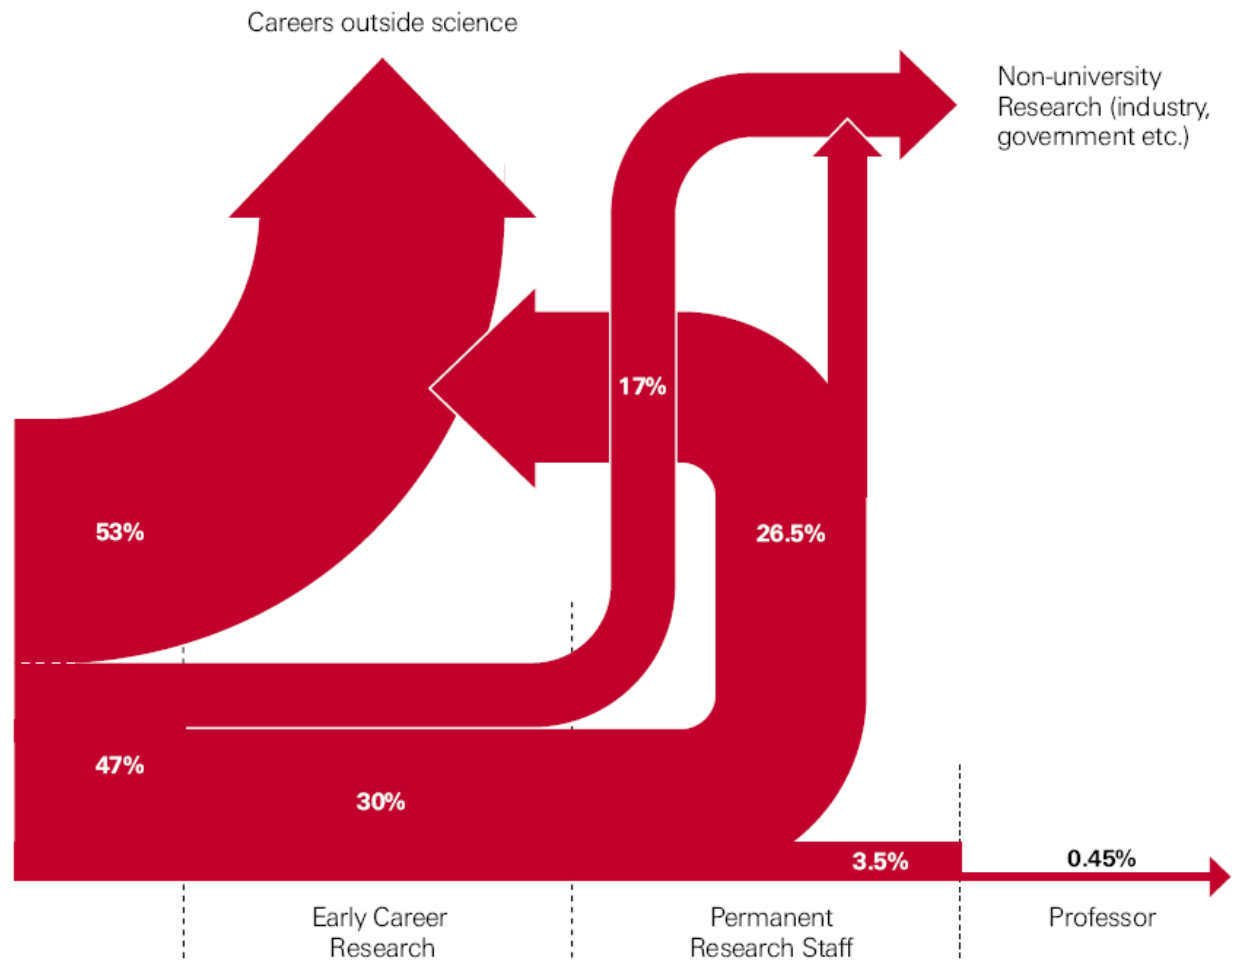 Careers outside science
Non-university
Research (industry,
government etc.)
17%
53%
26.5%
47%
30%
3.5%
0.45%
Early Career
Research
Permanent
Research Staff
Professor